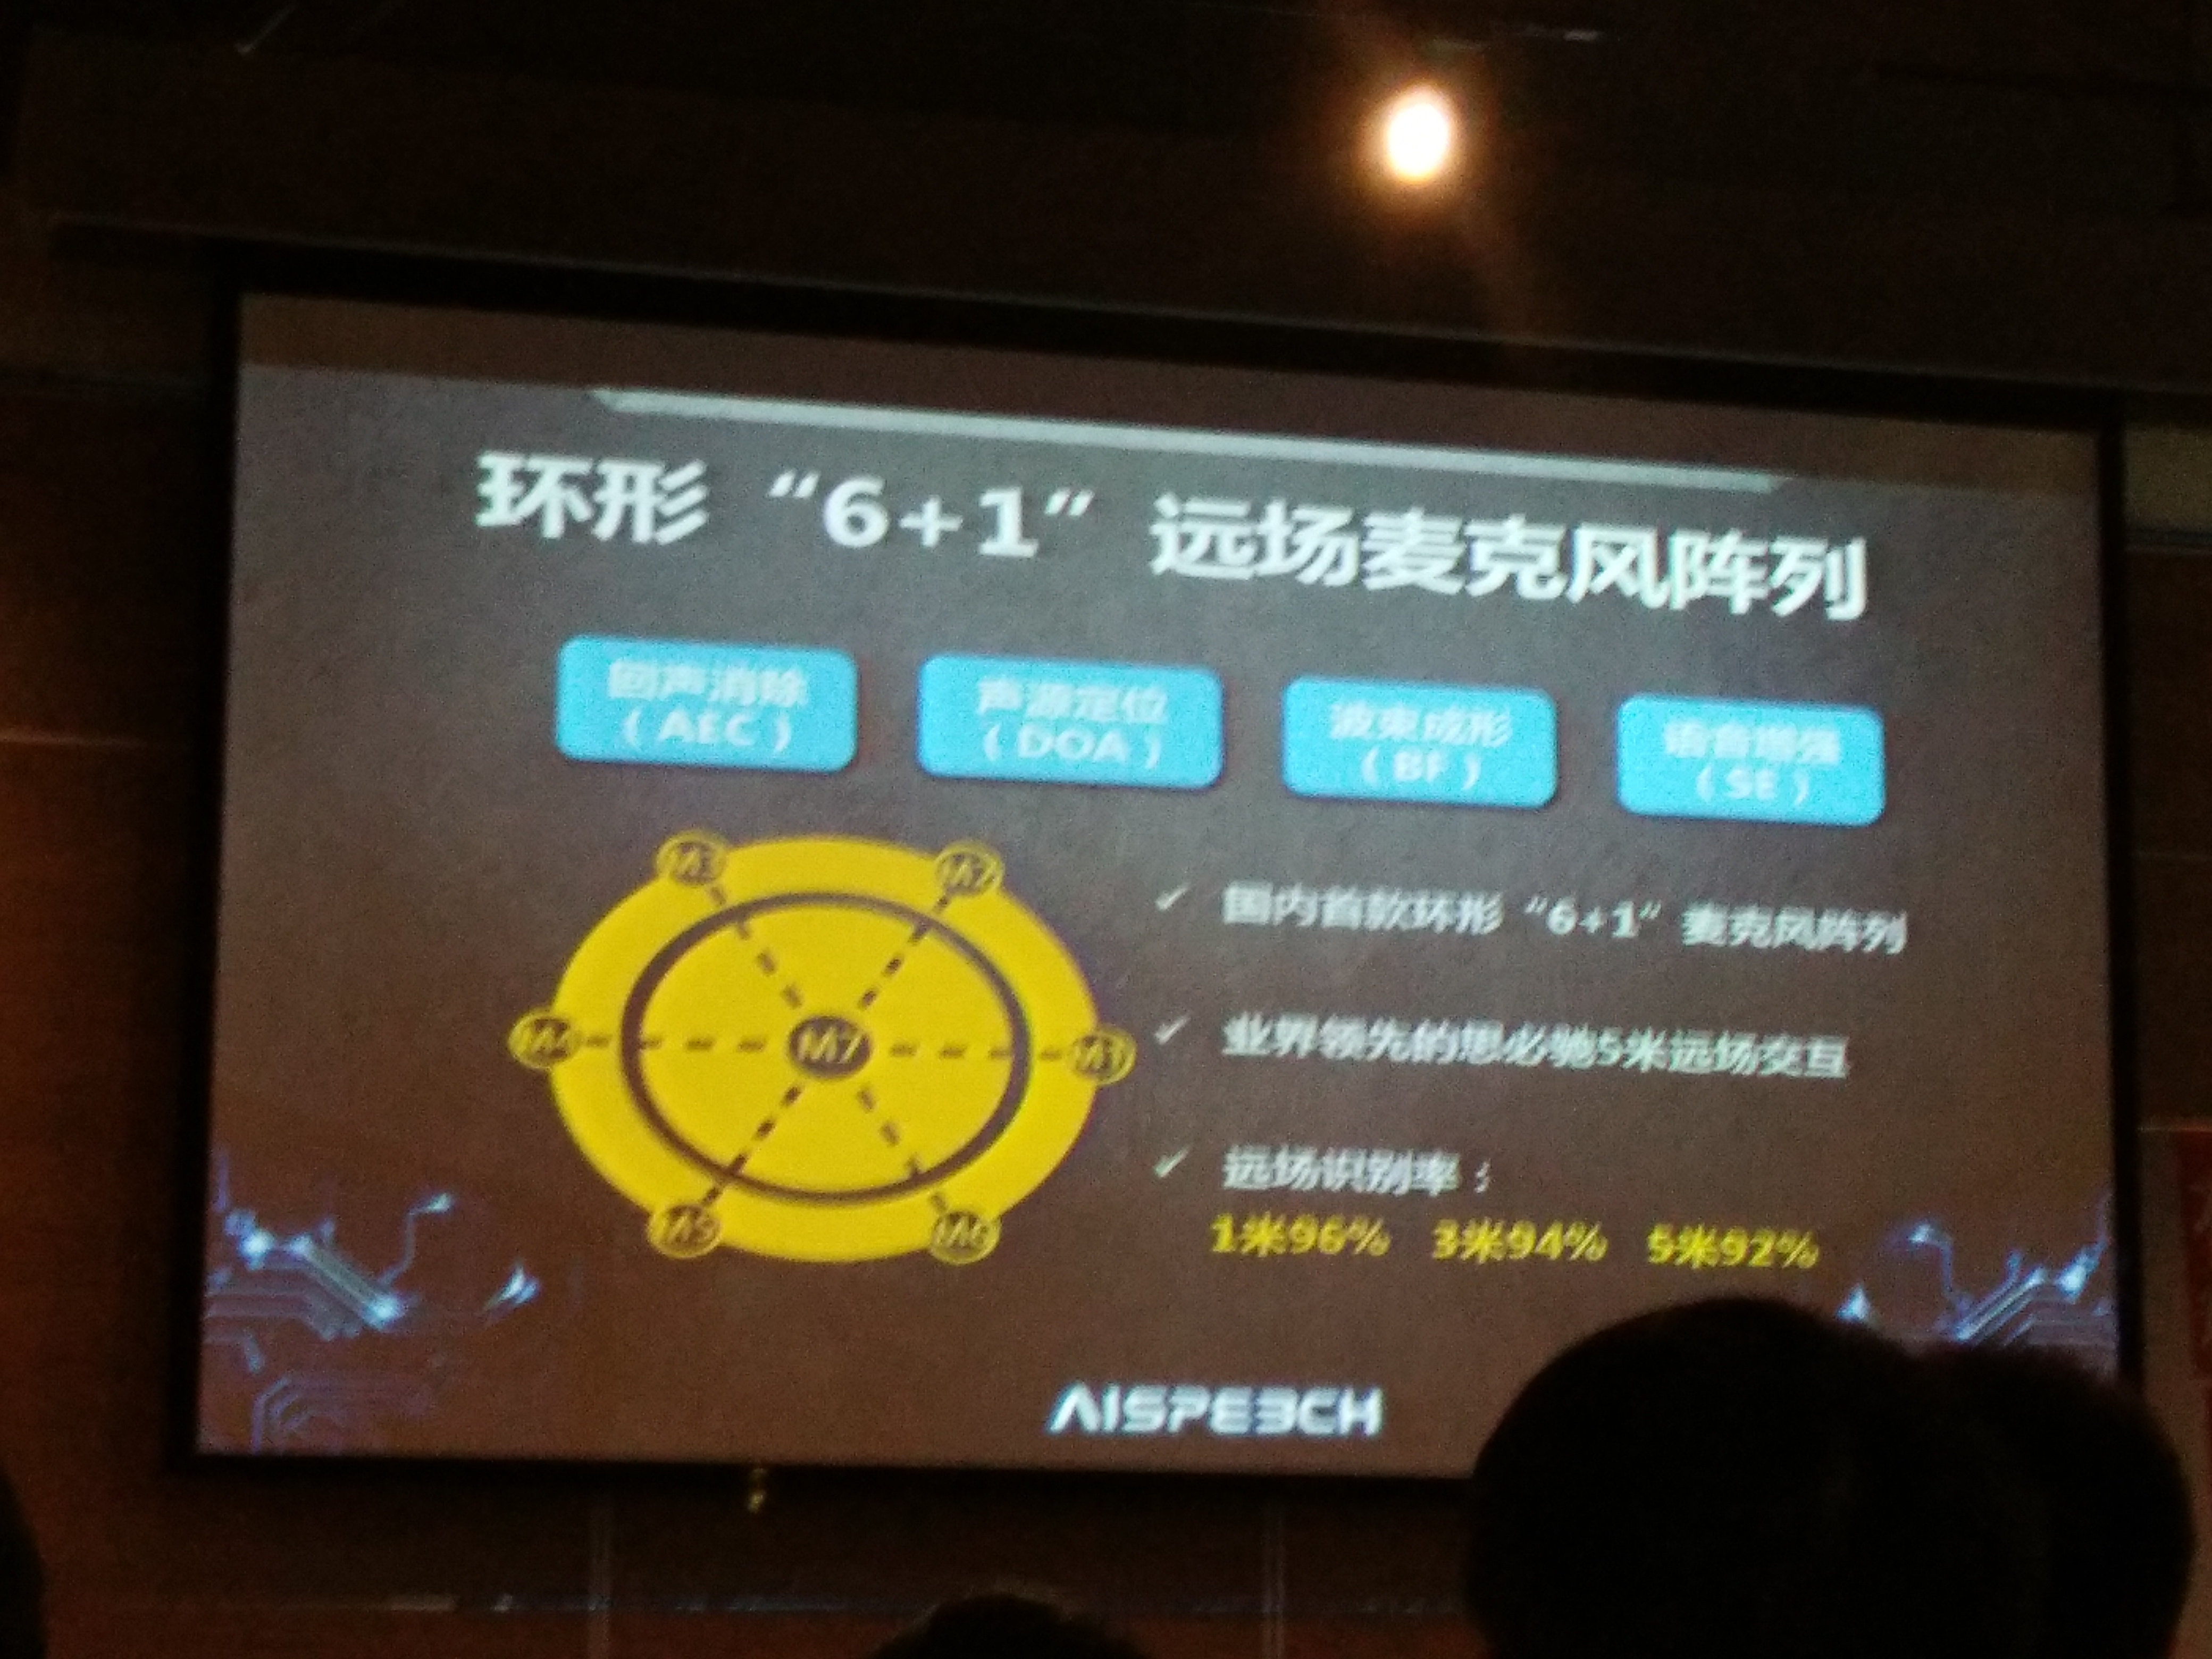 环形 “6+1” 远场麦克风阵列
回声消除
（AEC）
声源定位
（DOA）
波束成形
（BF）
语音增强
（SE）
M3
M2
M4
M7
M1
M5
M6
✓ 国内首款环形 “6+1” 麦克风阵列
✓ 业界领先的思必驰5米远场交互
✓ 远场识别率：
1米96% 3米94% 5米92%
AISPEECH